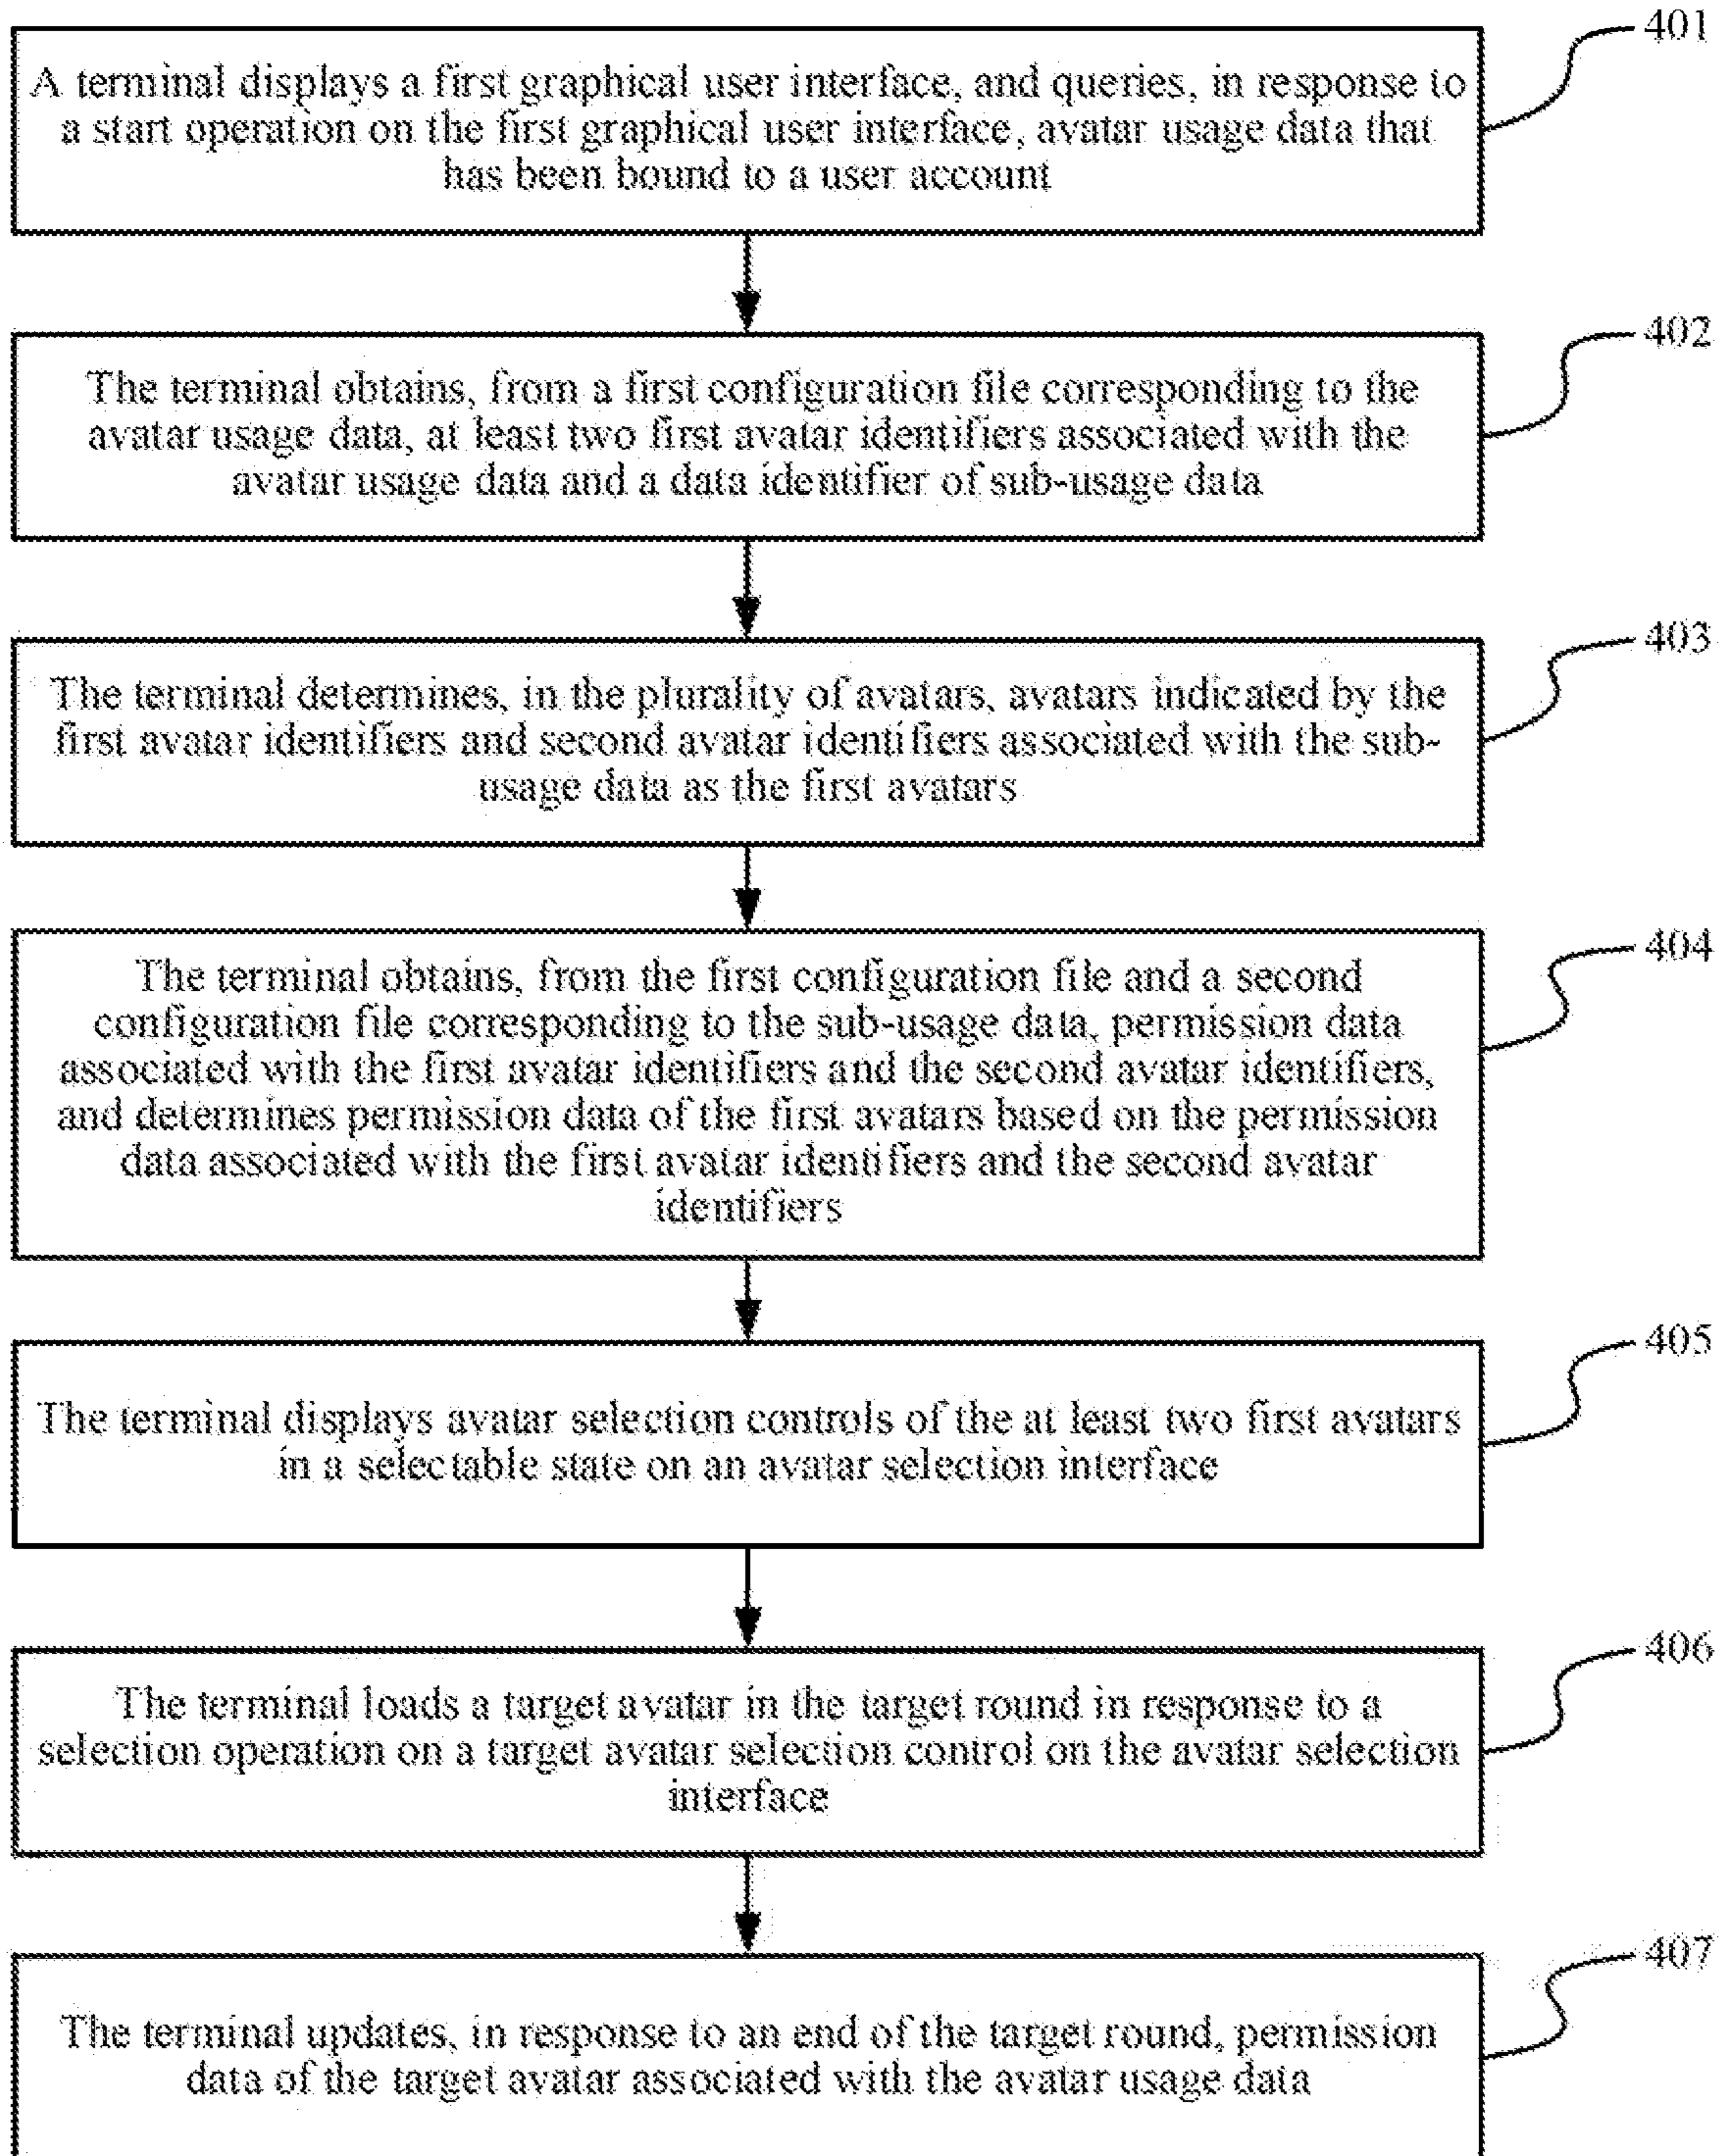 401
A terminal displays a first graphical user interface, and queries, in response to
a start operation on the first graphical user interface, avatar usage data that
has been bound to a user account
402
The terminal obtains, from a first configuration file corresponding to the
avatar usage data, at least two first avatar identifiers associated with the
avatar usage data and a data identifier of sub-usage data
403
The terminal determines, in the plurality of avatars, avatars indicated by the
first avatar identifiers and second avatar identifiers associated with the sub-
usage data as the first avatars
404
The terminal obtains, from the first configuration file and a second
configuration file corresponding to the sub-usage data, permission data
associated with the first avatar identifiers and the second avatar identifiers,
and determines permission data of the first avatars based on the permission
data associated with the first avatar identifiers and the second avatar
identifiers
405
The terminal displays avatar selection controls of the at least two first avatars
in a selectable state on an avatar selection interface
406
The terminal loads a target avatar in the target round in response to a
selection operation on a target avatar selection control on the avatar selection
interface
407
The terminal updates, in response to an end of the target round, permission
data of the target avatar associated with the avatar usage data